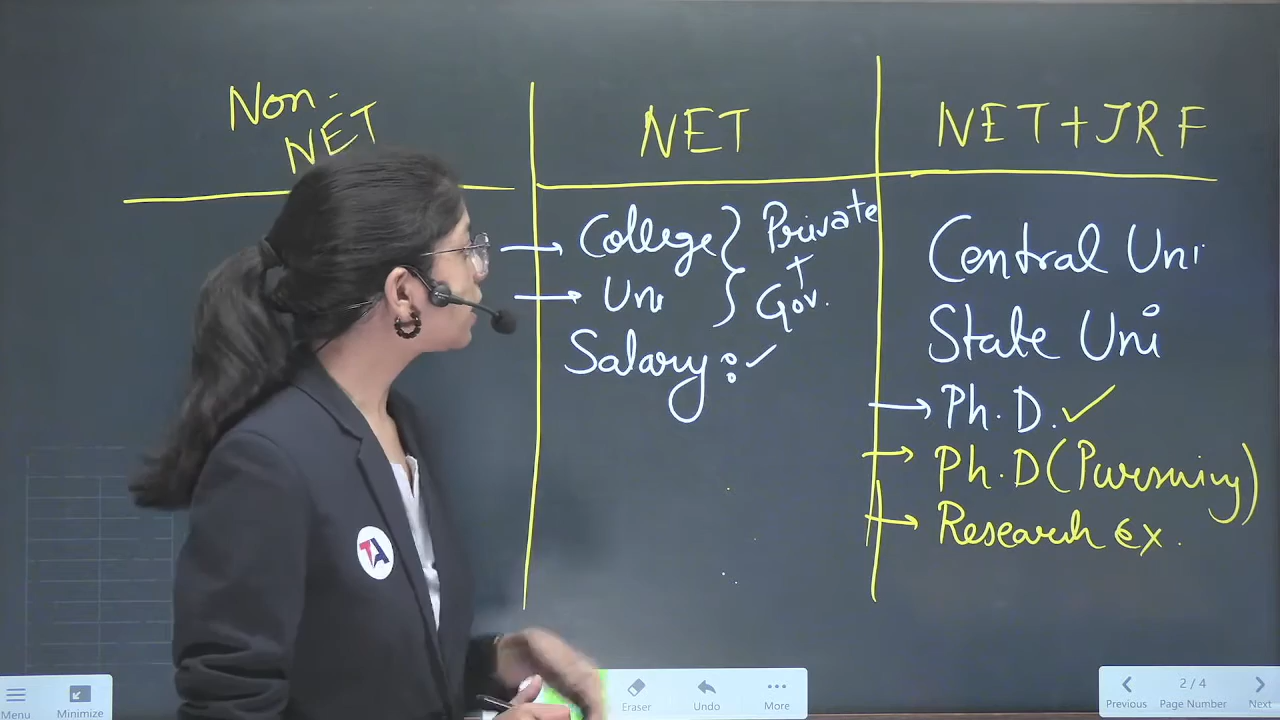 Non-
NET
NET
NET+JRF
College } Private
+
Uni } Gov.
Salary : ✓
Central Uni
State Uni
→ Ph.D. ✓
→ Ph.D (Pursuing)
→ Research Ex.
TA
Menu
Minimize
Eraser
Undo
More
Previous
2 / 4
Page Number
Next